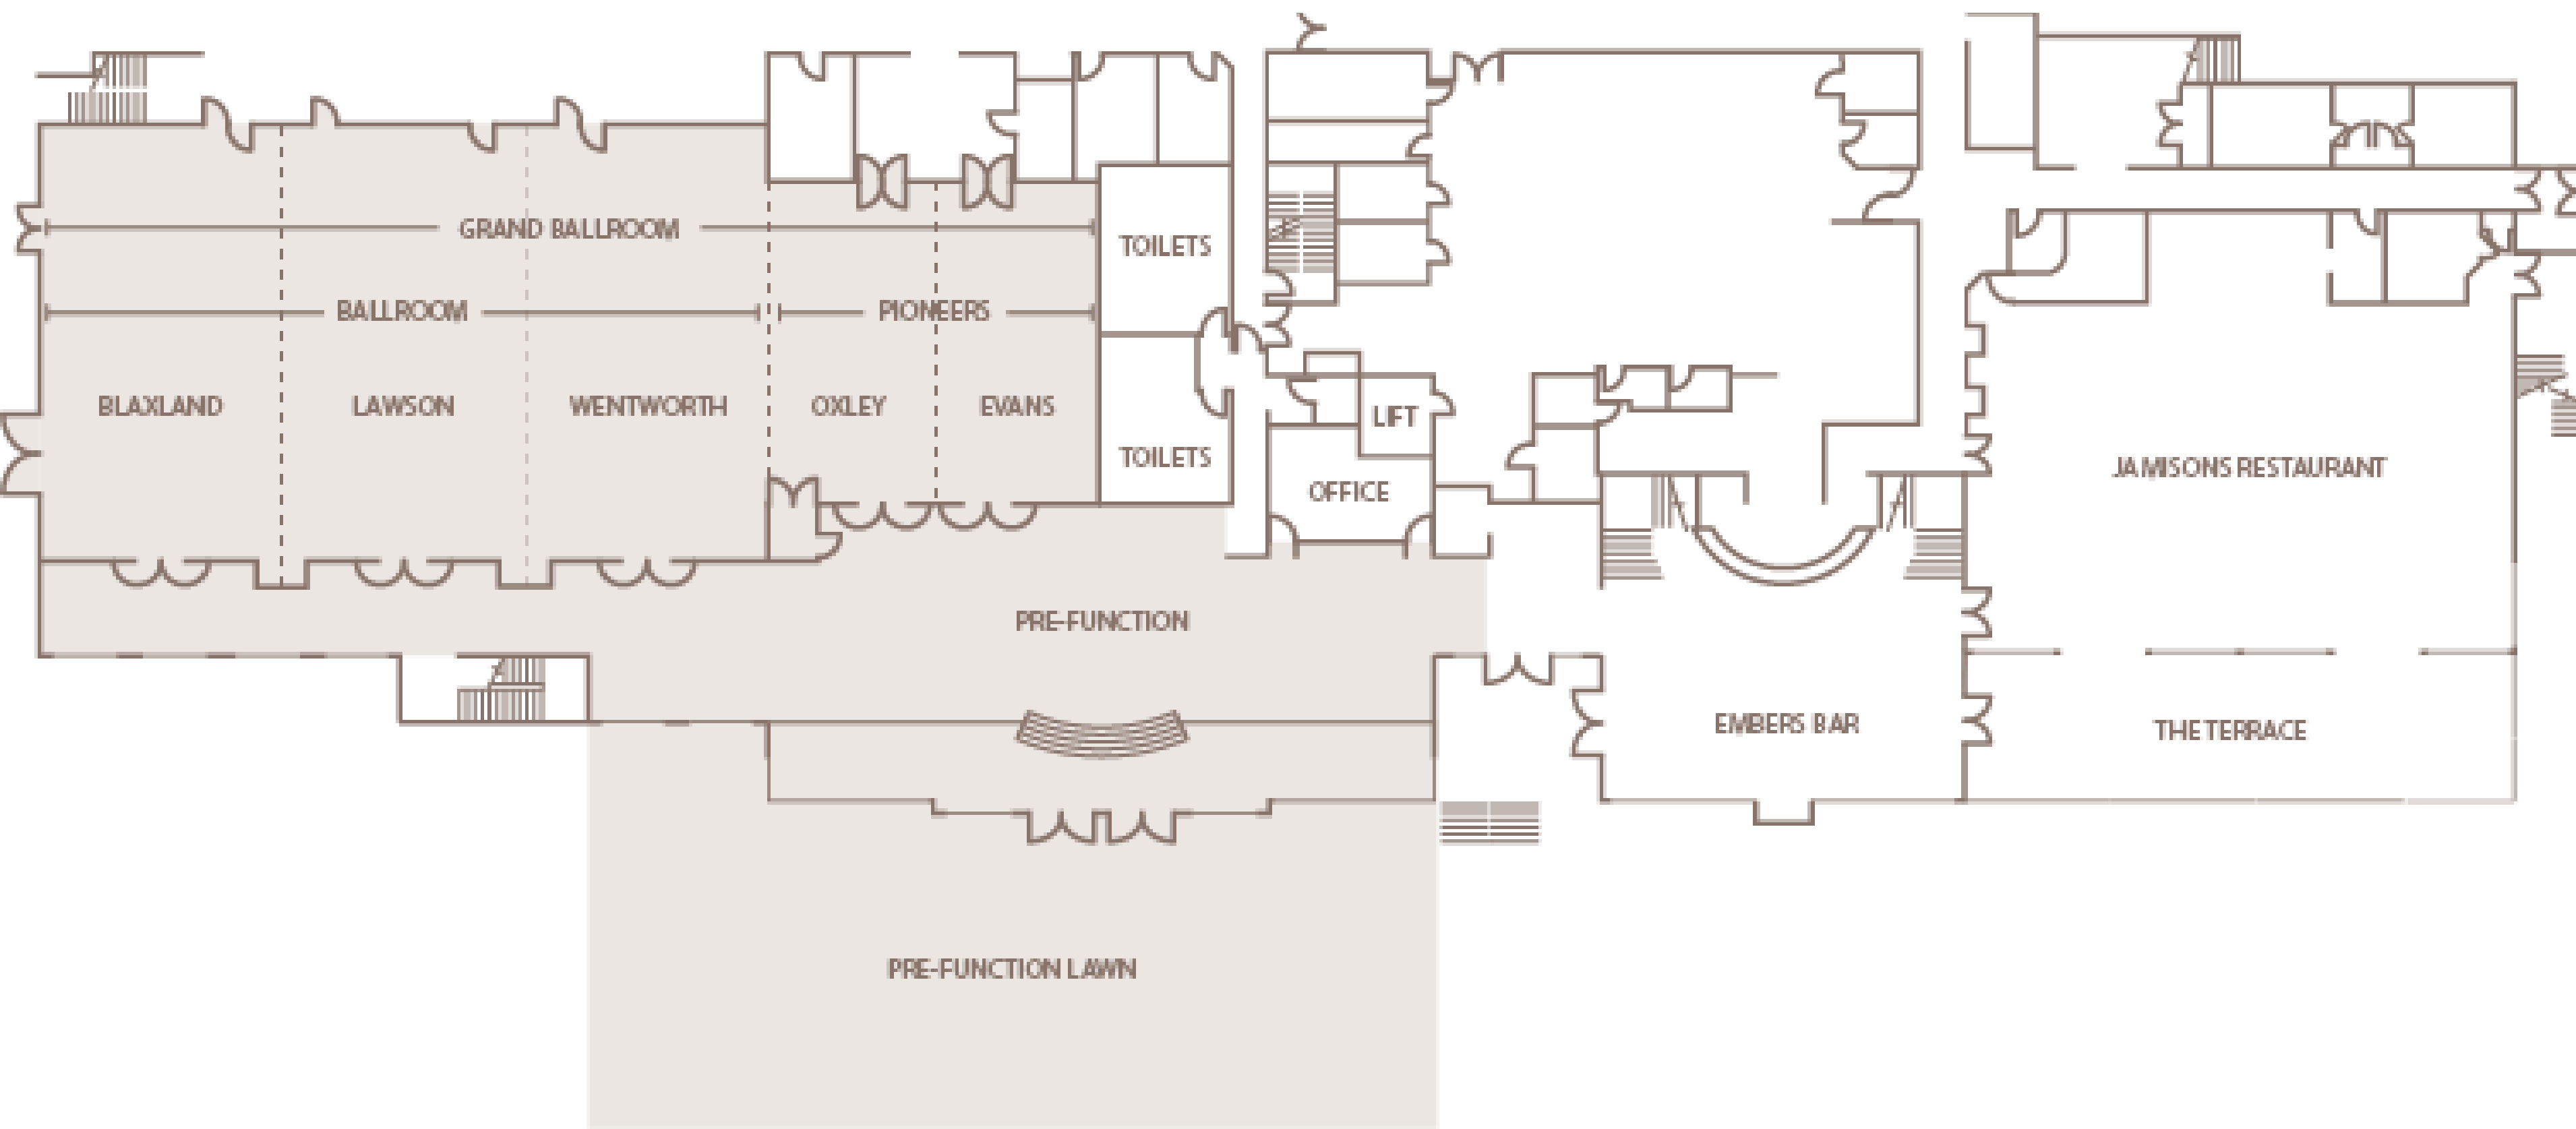 GRAND BALLROOM
TOILETS
BALLROOM
PIONEERS
BLAXLAND
LAWSON
WENTWORTH
OXLEY
EVANS
LIFT
TOILETS
JAMISONS RESTAURANT
OFFICE
PRE-FUNCTION
EMBERS BAR
THE TERRACE
PRE-FUNCTION LAWN